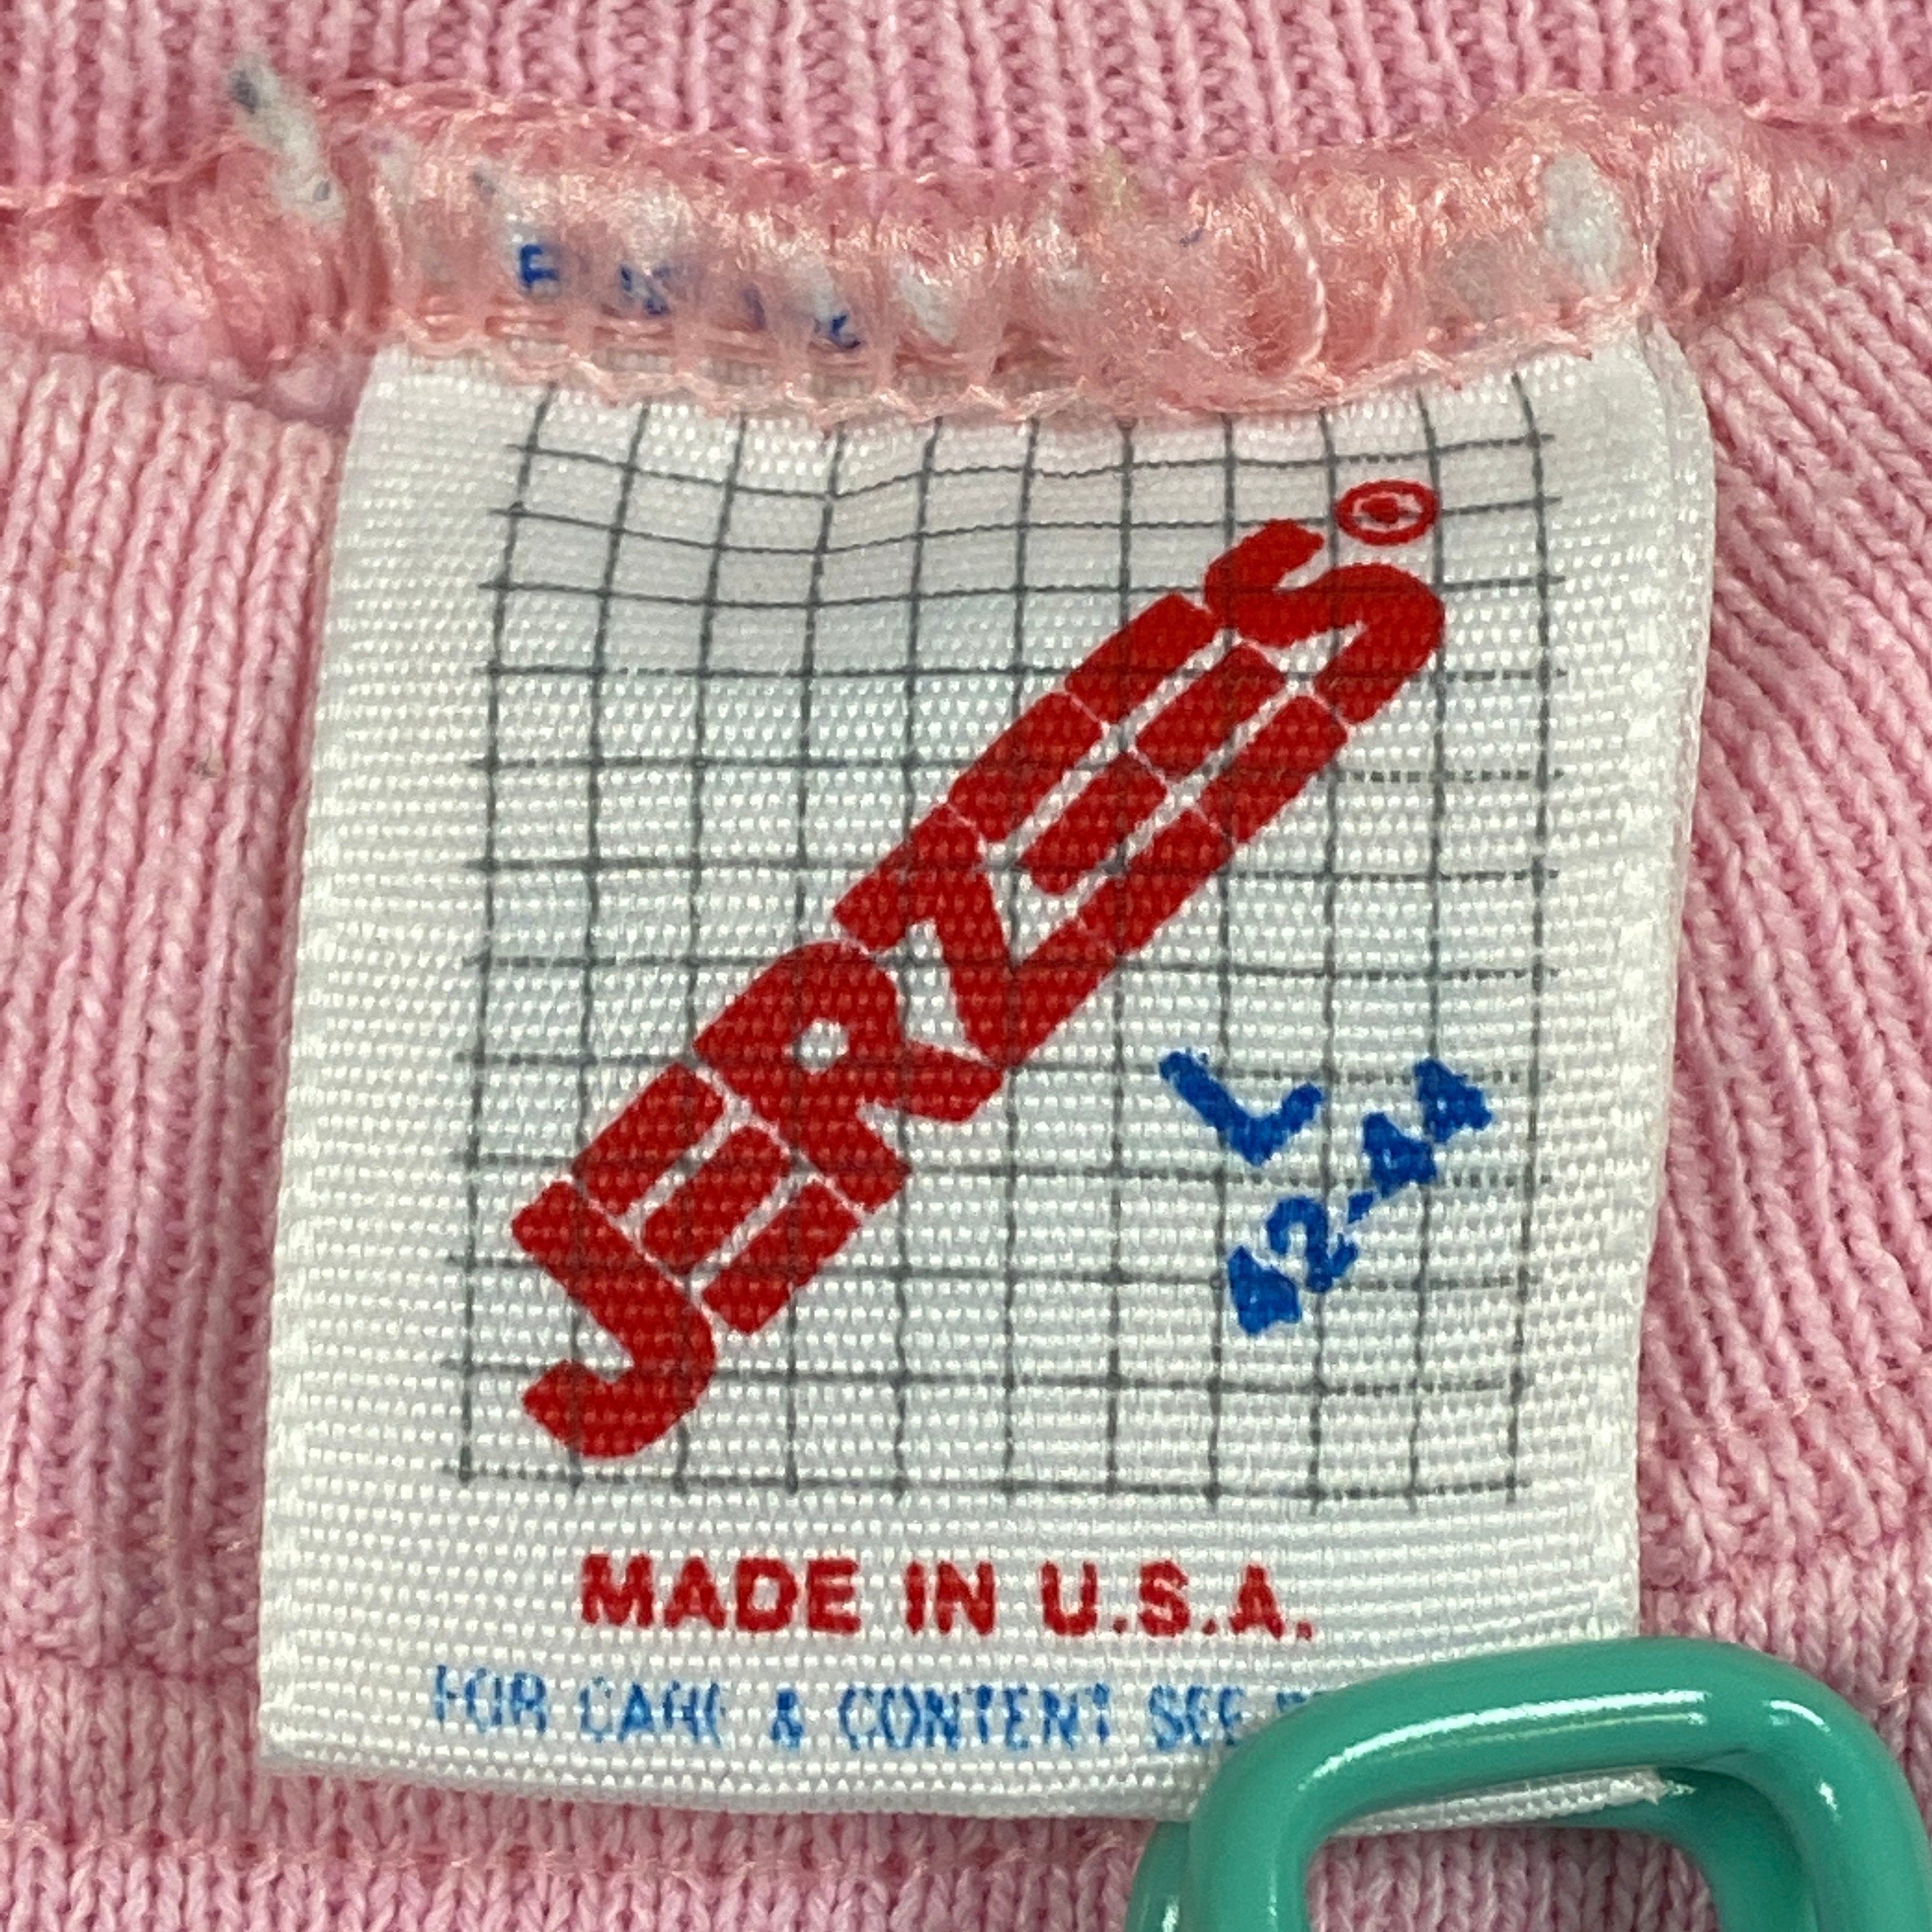 JERZEES®
L
42-44
MADE IN U.S.A.
FOR CARE & CONTENT SEE